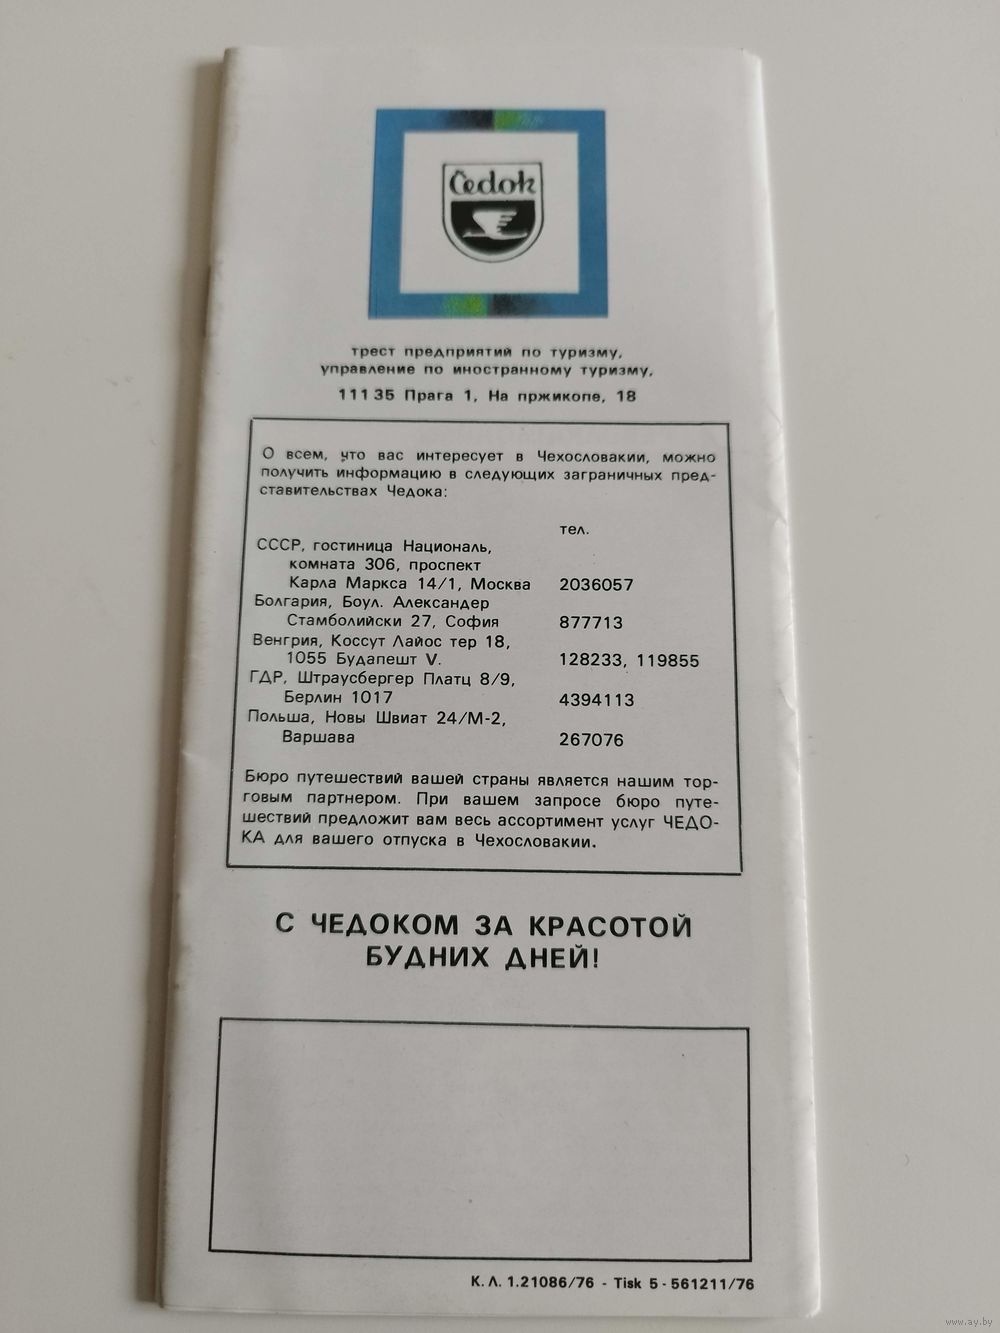 Čedok
трест предприятий по туризму,
управление по иностранному туризму,
111 35 Прага 1, На пржикопе, 18
О всем, что вас интересует в Чехословакии, можно
получить информацию в следующих заграничных пред-
ставительствах Чедока:
тел.
СССР, гостиница Националь,
комната 306, проспект
Карла Маркса 14/1, Москва 2036057
Болгария, Боул. Александер
Стамболийски 27, София 877713
Венгрия, Коссут Лайос тер 18,
1055 Будапешт V. 128233, 119855
ГДР, Штраусбергер Платц 8/9,
Берлин 1017 4394113
Польша, Новы Швиат 24/М-2,
Варшава 267076
Бюро путешествий вашей страны является нашим тор-
говым партнером. При вашем запросе бюро путе-
шествий предложит вам весь ассортимент услуг ЧЕДО-
КА для вашего отпуска в Чехословакии.
С ЧЕДОКОМ ЗА КРАСОТОЙ
БУДНИХ ДНЕЙ!
К. Л. 1.21086/76 - Tisk 5 - 561211/76
www.ay.by